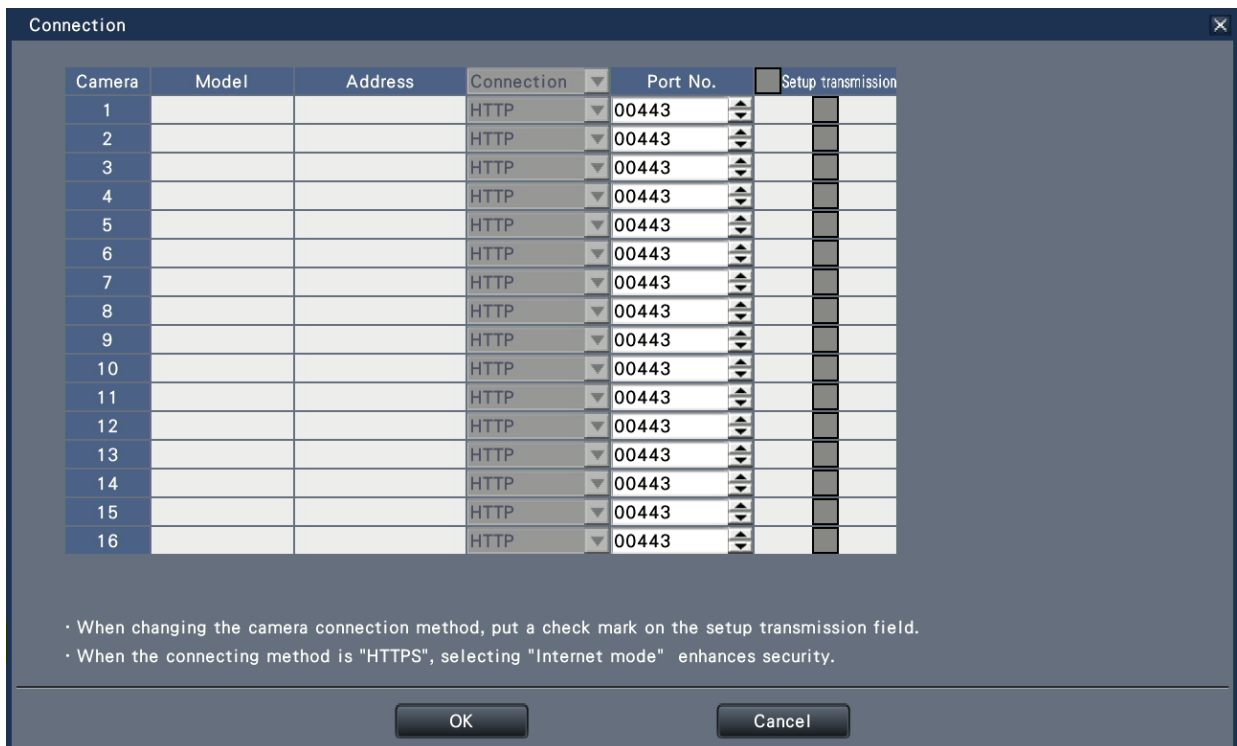 Connection
Camera Model Address Connection Port No. Setup transmission
1 HTTP 00443
2 HTTP 00443
3 HTTP 00443
4 HTTP 00443
5 HTTP 00443
6 HTTP 00443
7 HTTP 00443
8 HTTP 00443
9 HTTP 00443
10 HTTP 00443
11 HTTP 00443
12 HTTP 00443
13 HTTP 00443
14 HTTP 00443
15 HTTP 00443
16 HTTP 00443
· When changing the camera connection method, put a check mark on the setup transmission field.
· When the connecting method is "HTTPS", selecting "Internet mode" enhances security.
OK Cancel